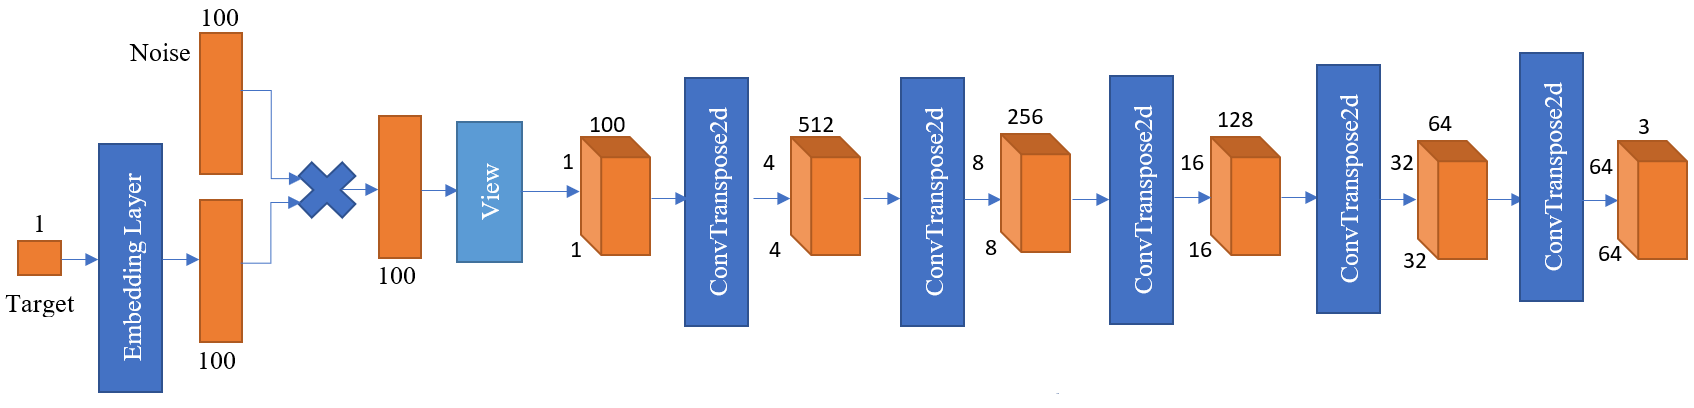 100
Noise
1
Target
Embedding Layer
100
100
View
100
1
1
ConvTranspose2d
512
4
4
ConvTranspose2d
256
8
8
ConvTranspose2d
128
16
16
ConvTranspose2d
64
32
32
ConvTranspose2d
3
64
64